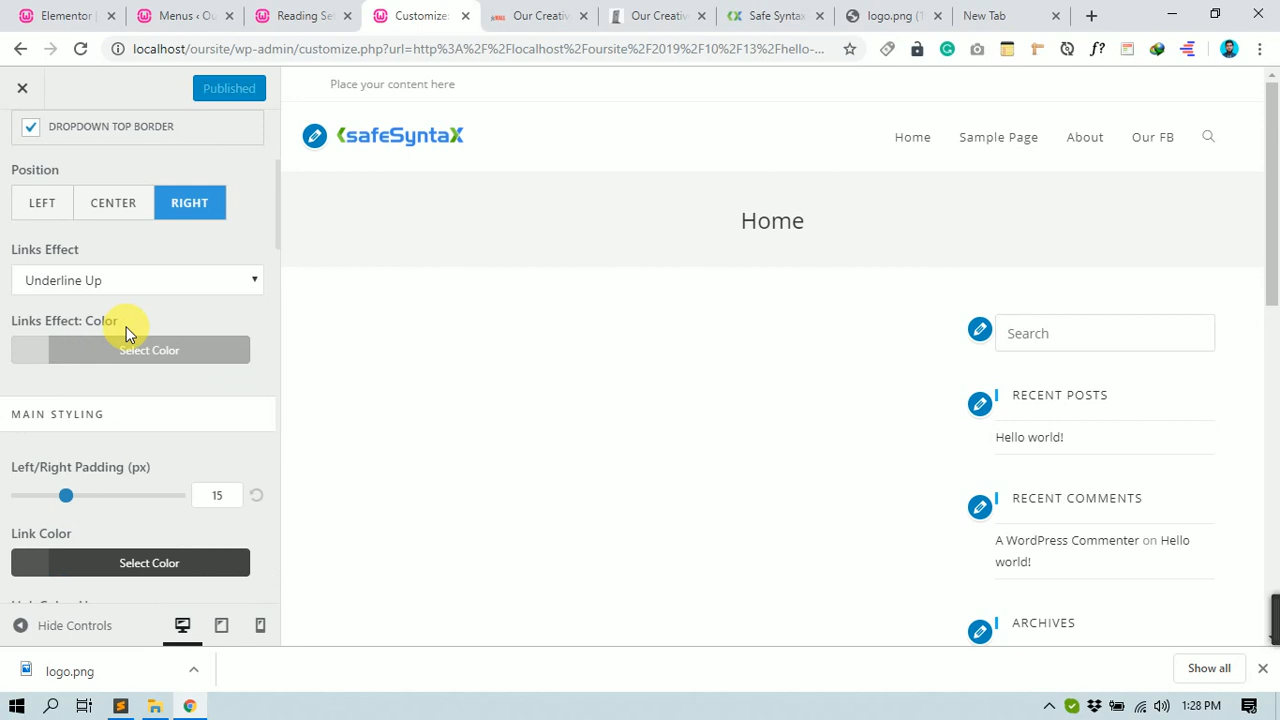 Elementor
Menus ‹ Ou
Reading Se
Customize:
Our Creativ
Our Creativ
Safe Syntax
logo.png (1
New Tab
localhost/oursite/wp-admin/customize.php?url=http%3A%2F%2Flocalhost%2Foursite%2F2019%2F10%2F13%2Fhello-...
Published
Place your content here
DROPDOWN TOP BORDER
safeSyntaX
Home
Sample Page
About
Our FB
Position
LEFT
CENTER
RIGHT
Home
Links Effect
Underline Up
Links Effect: Color
Select Color
Search
MAIN STYLING
RECENT POSTS
Hello world!
Left/Right Padding (px)
15
RECENT COMMENTS
Link Color
Select Color
A WordPress Commenter on Hello
world!
Hide Controls
ARCHIVES
logo.png
Show all
1:28 PM